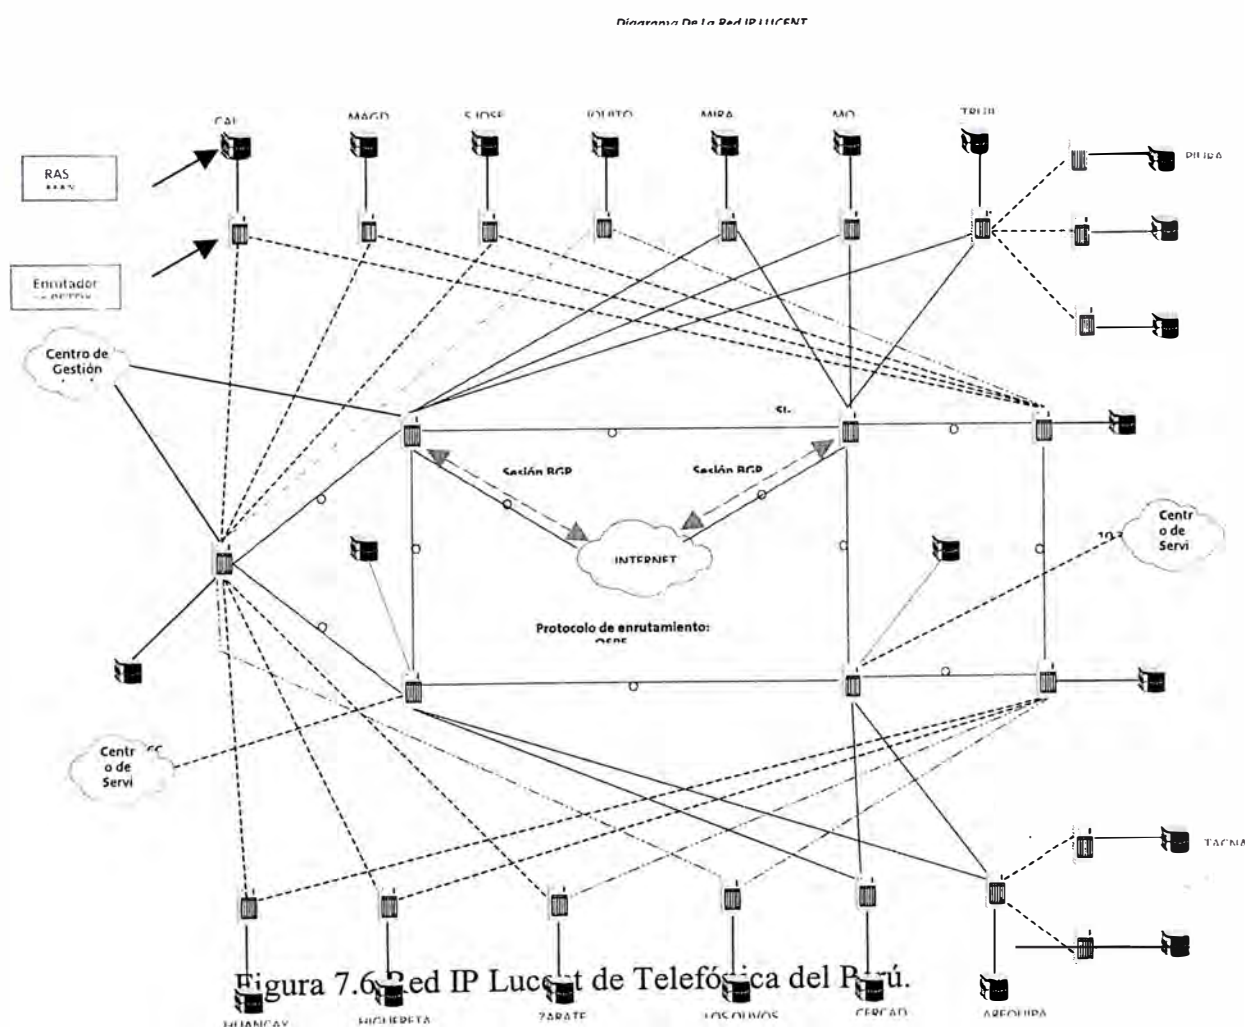 Diagrama De La Red IP LUCENT
MAGD
S JOSE
MIRA
MO
TRUJI
PIURA
RAS
Enrutador
Centro de
Gestión
Sesión BGP
Sesión BGP
INTERNET
Centr
o de
Servi
Protocolo de enrutamiento:
OSPF
Centr
o de
Servi
TACNA
Figura 7.6 Red IP Lucent de Telefónica del Perú.
HUANCAY
HIGUERETA
ZARATE
LOS OLIVOS
CERCAD
AREQUIPA